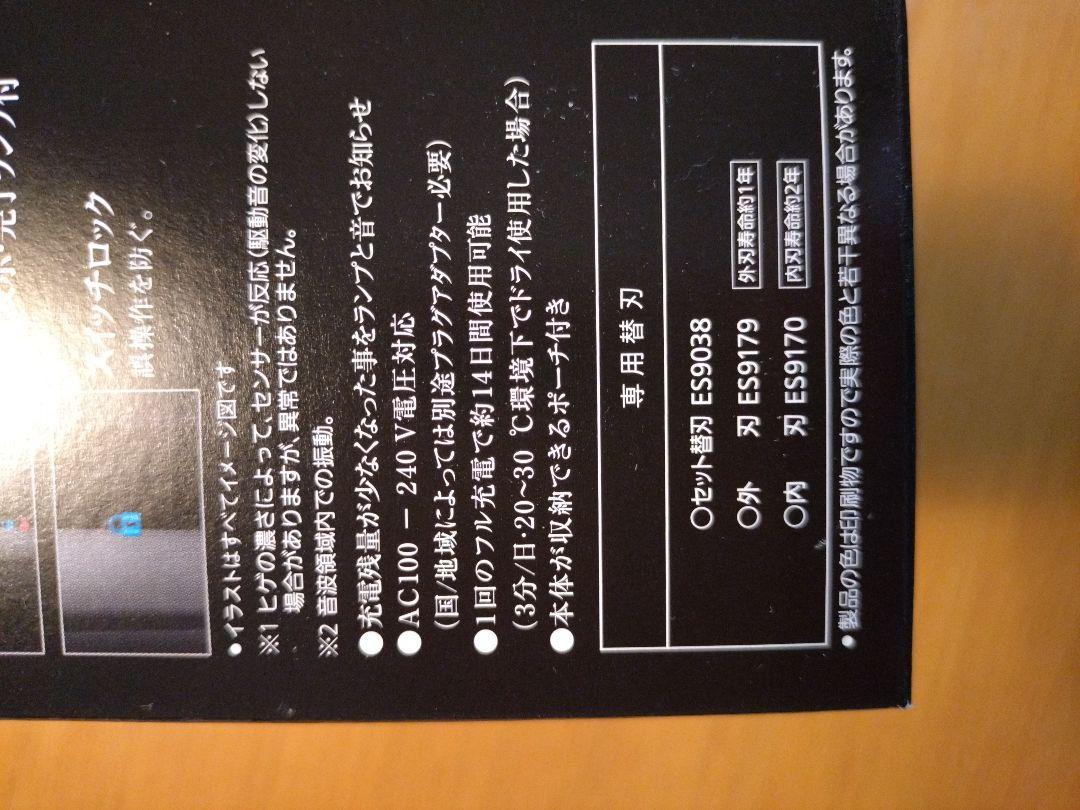 スイッチロック
誤操作を防ぐ。
•イラストはすべてイメージ図です
※1 ヒゲの濃さによって、センサーが反応(駆動音の変化)しない
場合がありますが、異常ではありません。
※2 音波領域内での振動。
●充電残量が少なくなった事をランプと音でお知らせ
●AC100 − 240 V電圧対応
(国/地域によっては別途プラグアダプター必要)
●1回のフル充電で約14日間使用可能
(3分/日・20~30 ℃環境下でドライ使用した場合)
●本体が収納できるポーチ付き
専用替刃
○セット替刃 ES9038
○外 刃 ES9179 外刃寿命約1年
○内 刃 ES9170 内刃寿命約2年
•製品の色は印刷物ですので実際の色と若干異なる場合があります。